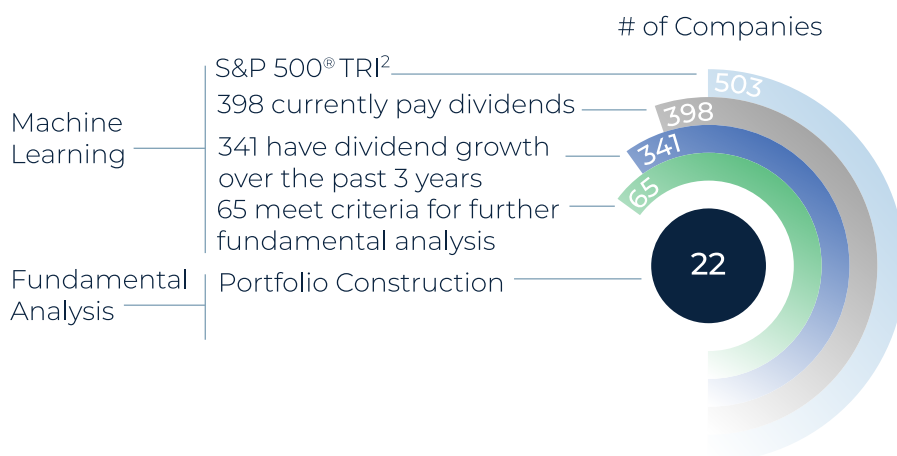 # of Companies
S&P 500® TRI²
503
398 currently pay dividends
398
Machine
Learning
341 have dividend growth
over the past 3 years
341
65 meet criteria for further
fundamental analysis
65
Fundamental
Analysis
Portfolio Construction
22